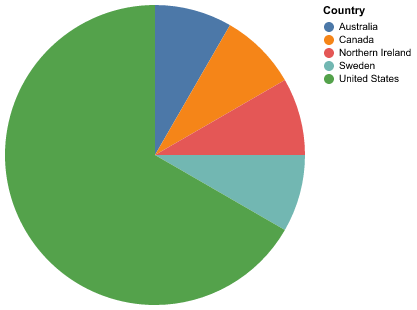 Country
Australia
Canada
Northern Ireland
Sweden
United States